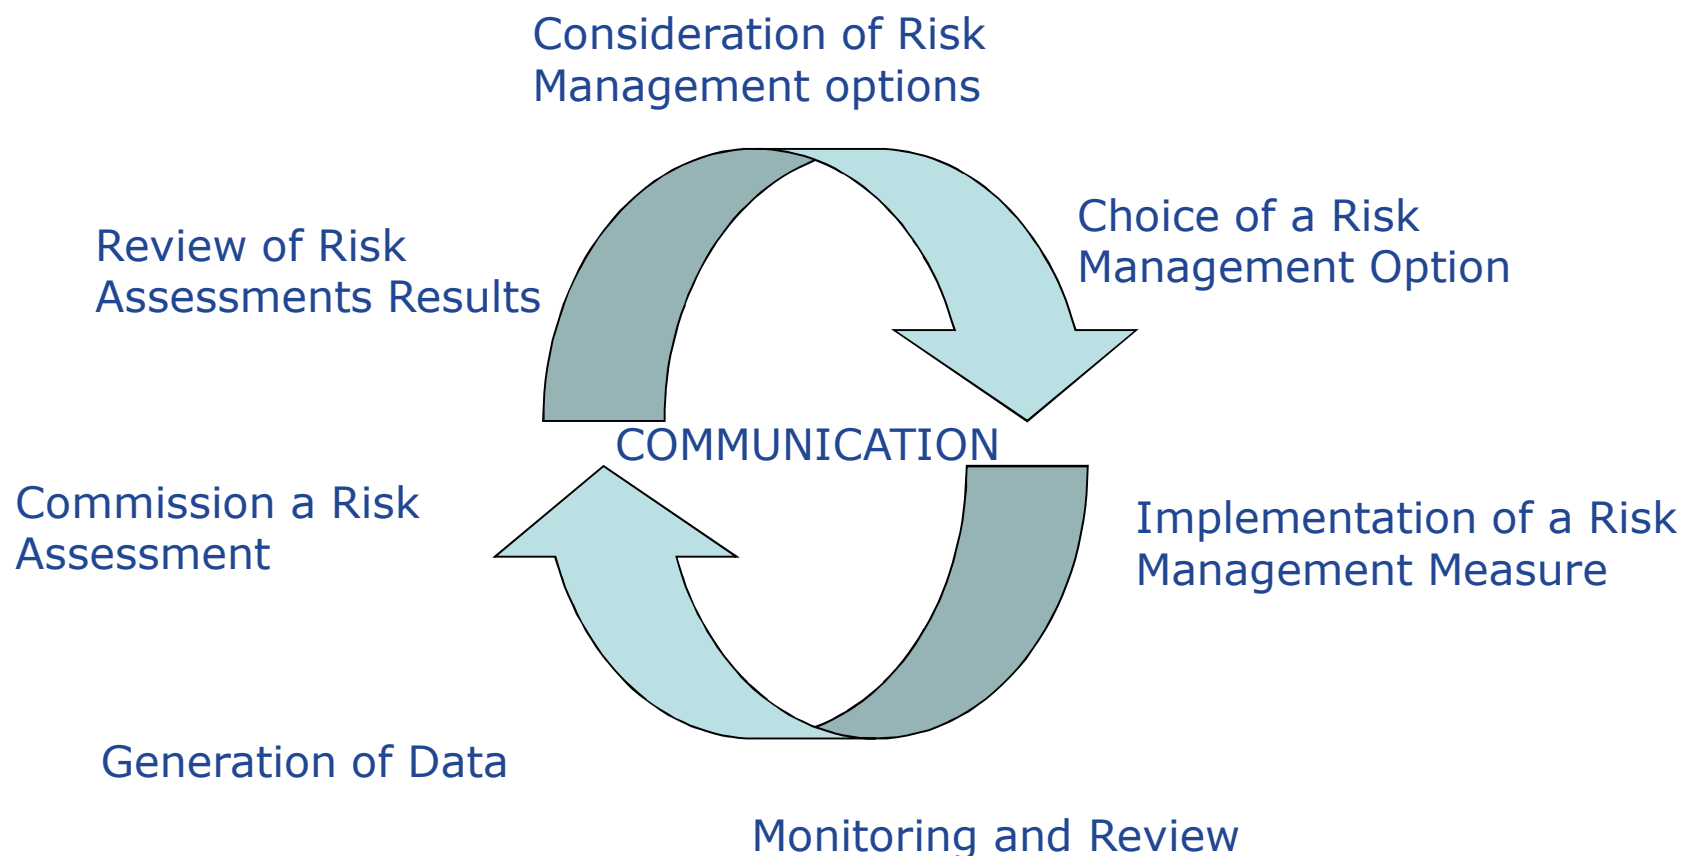 Consideration of Risk
Management options
Choice of a Risk
Management Option
Review of Risk
Assessments Results
COMMUNICATION
Commission a Risk
Assessment
Implementation of a Risk
Management Measure
Generation of Data
Monitoring and Review